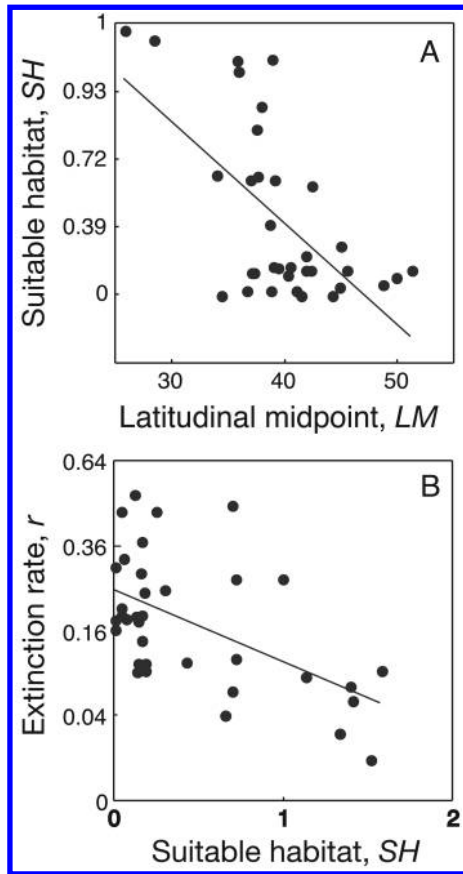 A
1
0.93
0.72
0.39
0
Suitable habitat, SH
30 40 50
Latitudinal midpoint, LM
B
0.64
0.36
0.16
0.04
0
Extinction rate, r
0 1 2
Suitable habitat, SH